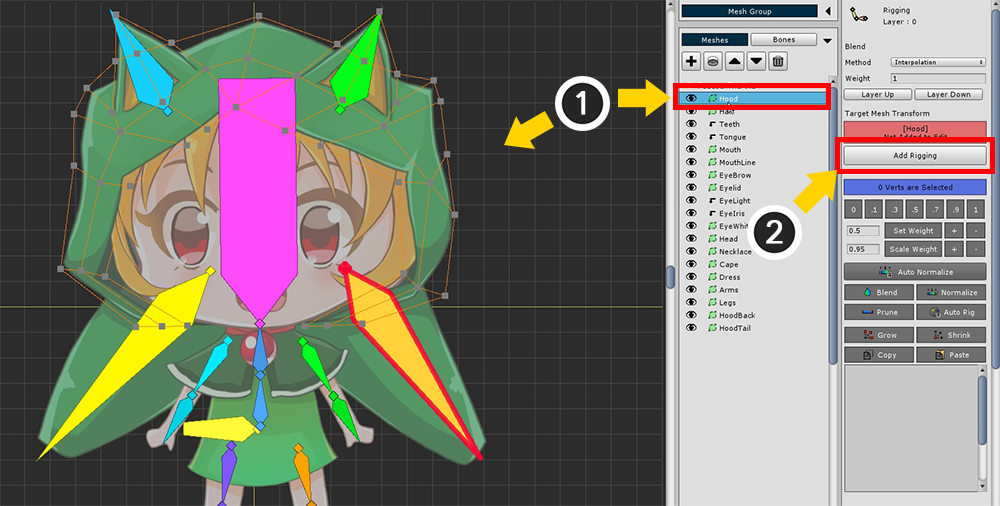 Mesh Group
Meshes
Bones
Hood
Hair
Teeth
Tongue
Mouth
MouthLine
EyeBrow
Eyelid
EyeLight
EyeIris
EyeWhit
Head
Necklace
Cape
Dress
Arms
Legs
HoodBack
HoodTail
1
2
Rigging
Layer : 0
Blend
Method Interpolation
Weight 1
Layer Up Layer Down
Target Mesh Transform
[Hood]
Not Added to Edit
Add Rigging
0 Verts are Selected
0 .1 .3 .5 .7 .9 1
0.5 Set Weight + -
0.95 Scale Weight + -
Auto Normalize
Blend Normalize
Prune Auto Rig
Grow Shrink
Copy Paste